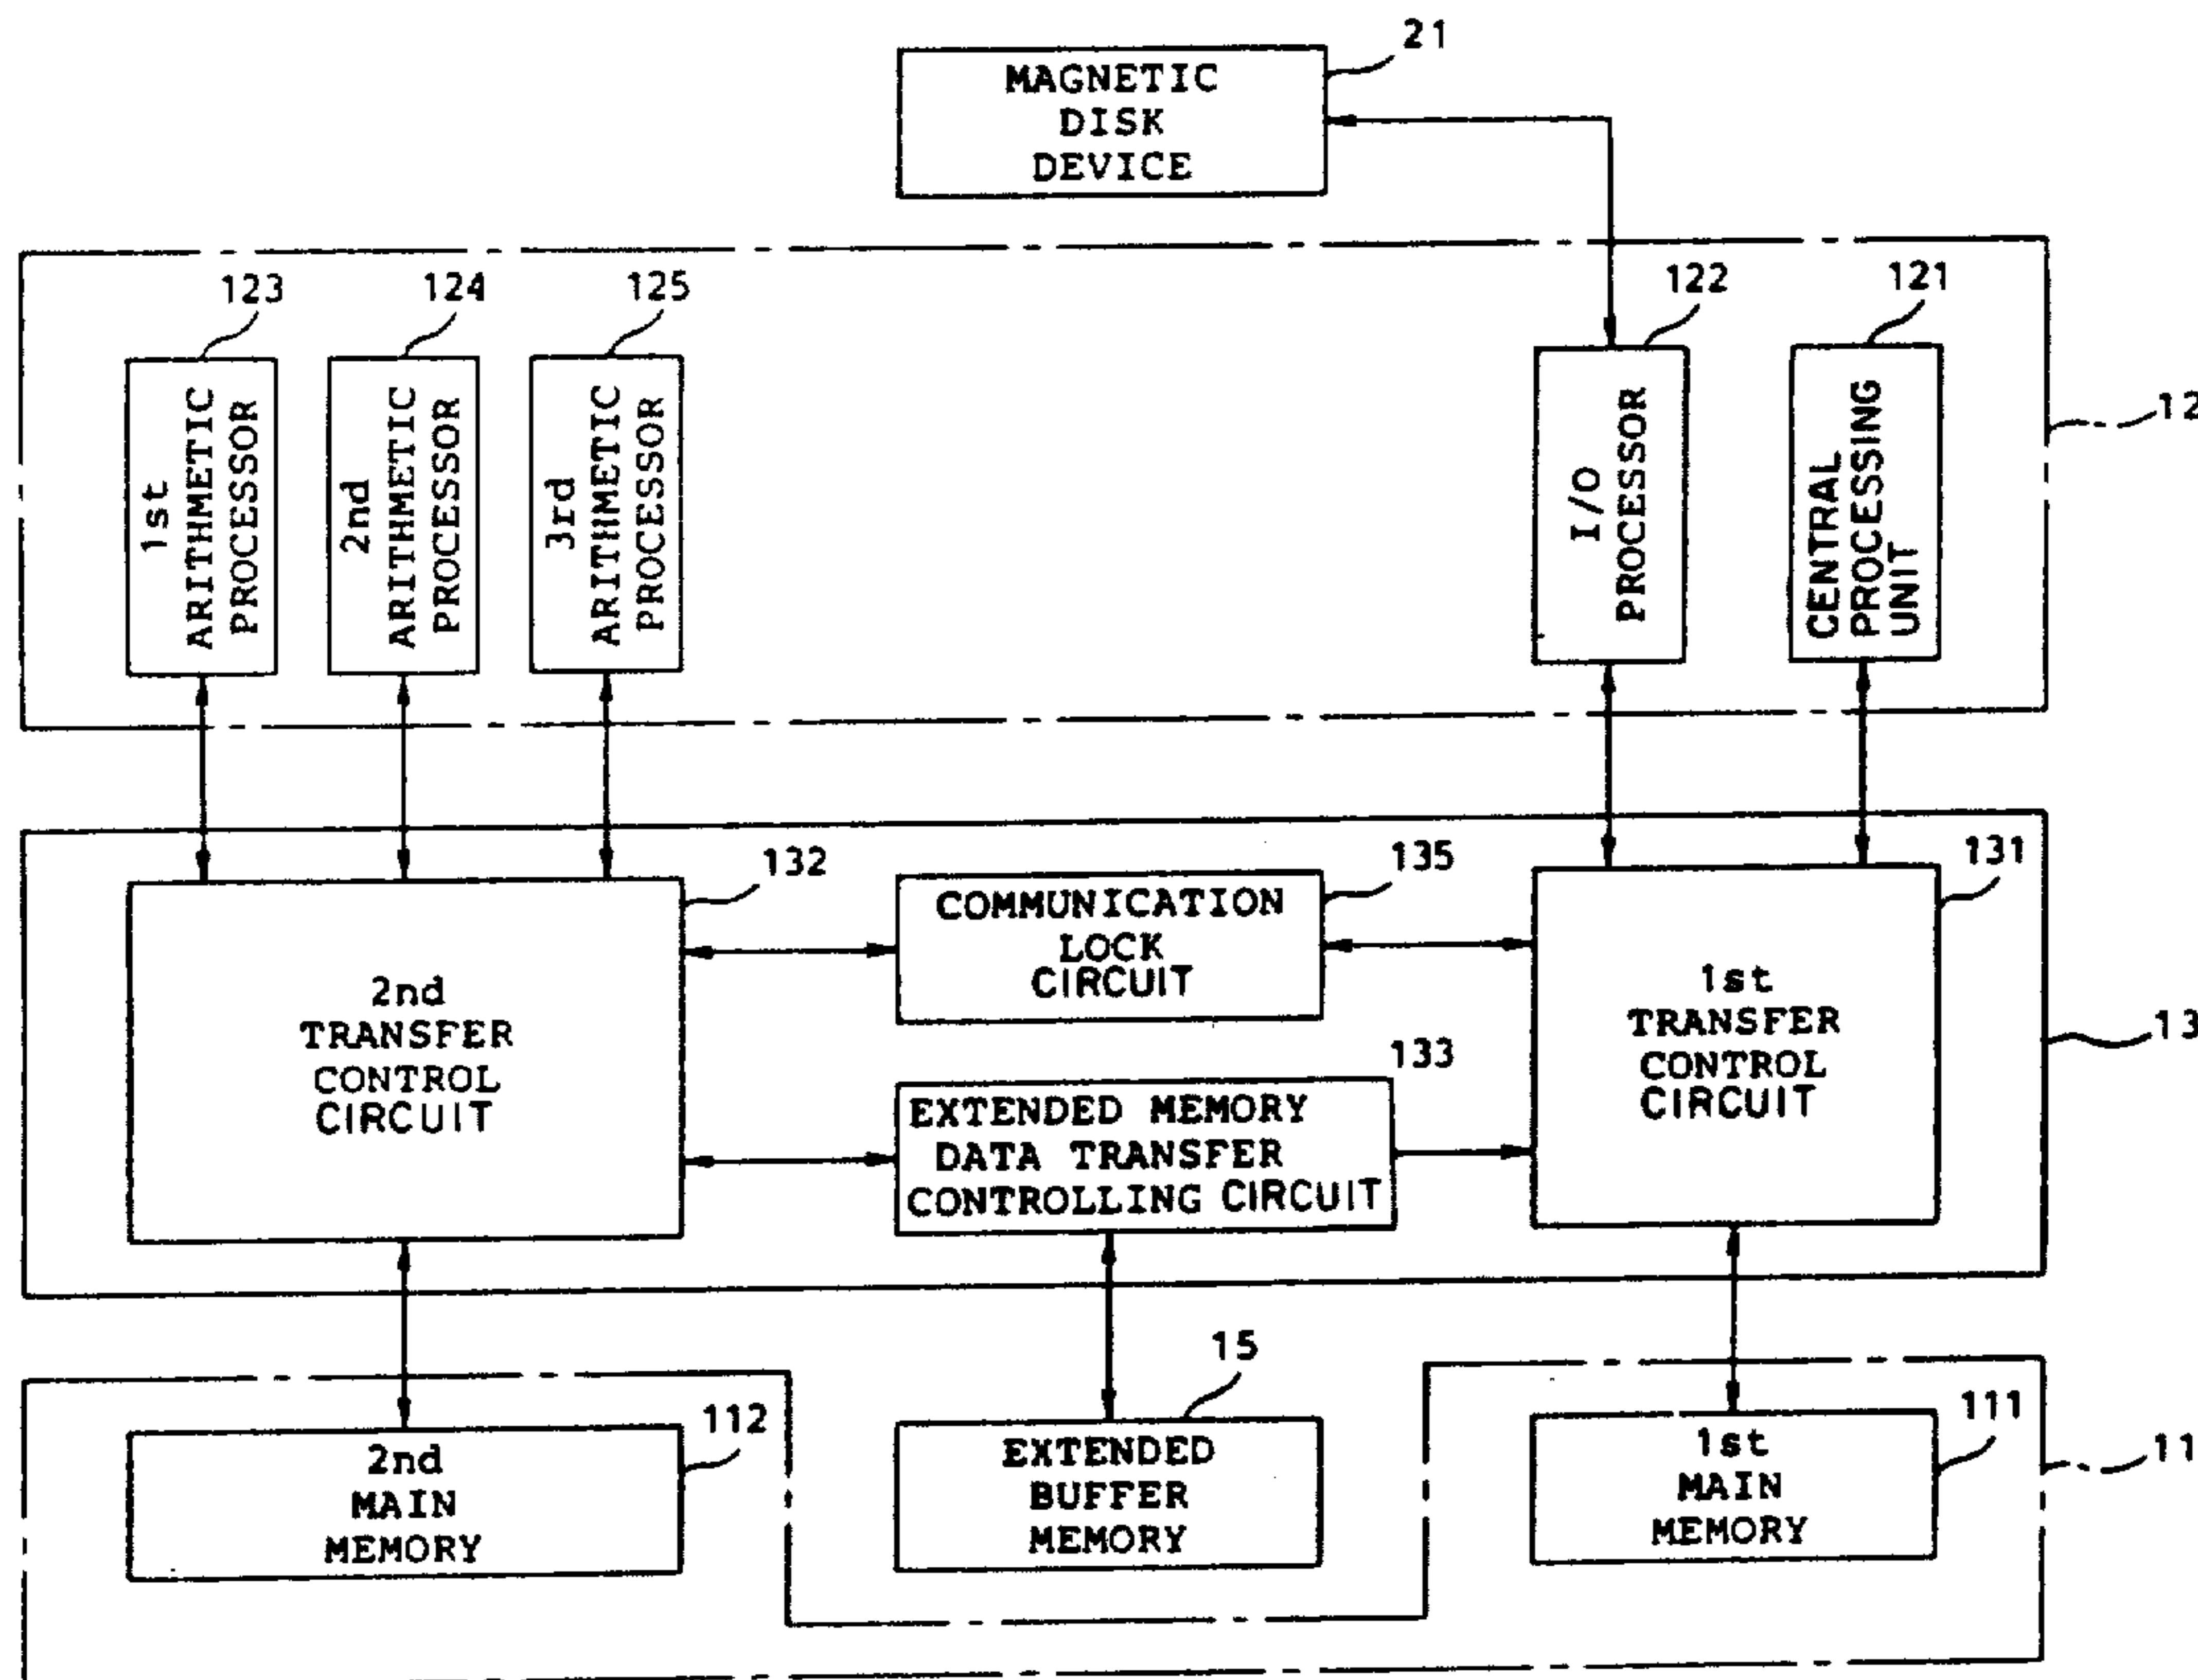 21
MAGNETIC
DISK
DEVICE
123
124
125
122
121
12
1st
ARITHMETIC
PROCESSOR
2nd
ARITHMETIC
PROCESSOR
3rd
ARITHMETIC
PROCESSOR
I/O
PROCESSOR
CENTRAL
PROCESSING
UNIT
132
135
131
COMMUNICATION
LOCK
CIRCUIT
2nd
TRANSFER
CONTROL
CIRCUIT
1st
TRANSFER
CONTROL
CIRCUIT
13
133
EXTENDED MEMORY
DATA TRANSFER
CONTROLLING CIRCUIT
15
112
111
11
2nd
MAIN
MEMORY
EXTENDED
BUFFER
MEMORY
1st
MAIN
MEMORY